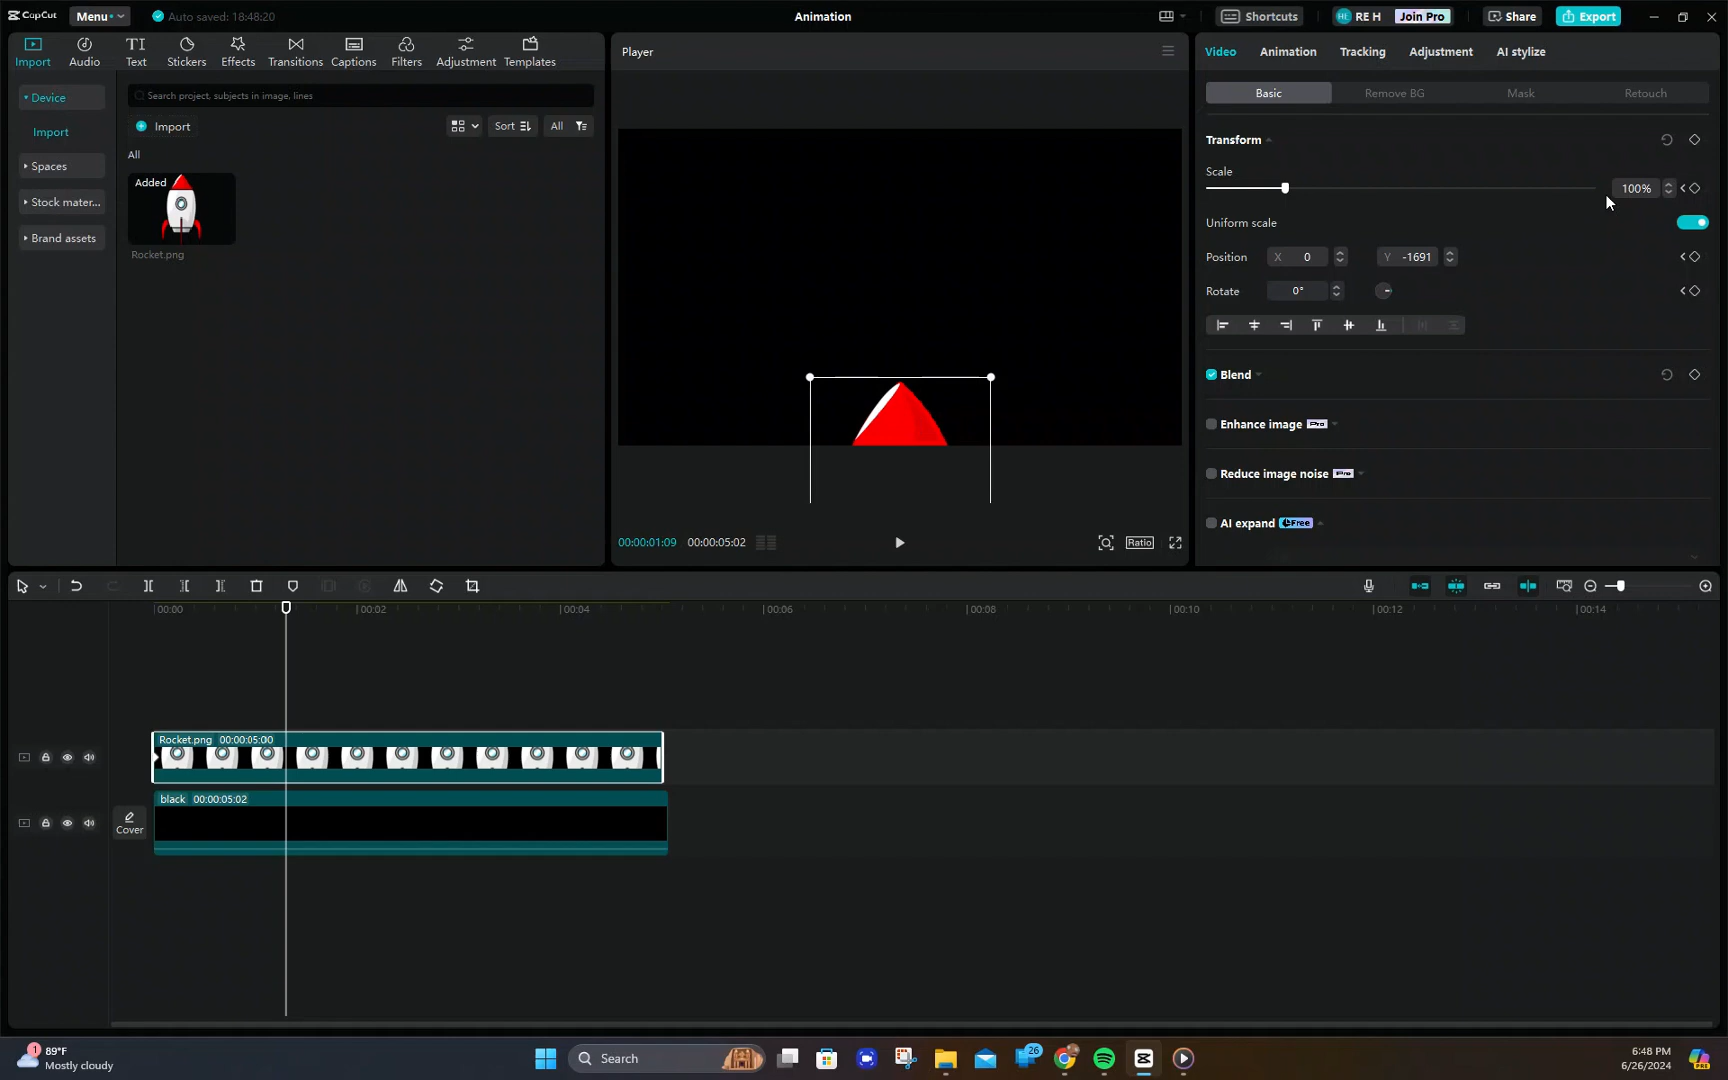 CapCut Menu Auto saved: 18:48:20 Animation Shortcuts RE H Join Pro Share Export
Import Audio Text Stickers Effects Transitions Captions Filters Adjustment Templates
Player
Video Animation Tracking Adjustment AI stylize
Device
Import
Spaces
Stock mater...
Brand assets
Search project, subjects in image, lines
Import Sort All
All
Added
Rocket.png
00:00:01:09 00:00:05:02 Ratio
Basic Remove BG Mask Retouch
Transform
Scale
100%
Uniform scale
Position X 0 Y -1691
Rotate 0°
Blend
Enhance image Pro
Reduce image noise Pro
AI expand Free
00:00 00:02 00:04 00:06 00:08 00:10 00:12 00:14
Rocket.png 00:00:05:00
black 00:00:05:02
Cover
1 89°F
Mostly cloudy
Search
26
6:48 PM
6/26/2024
PRE